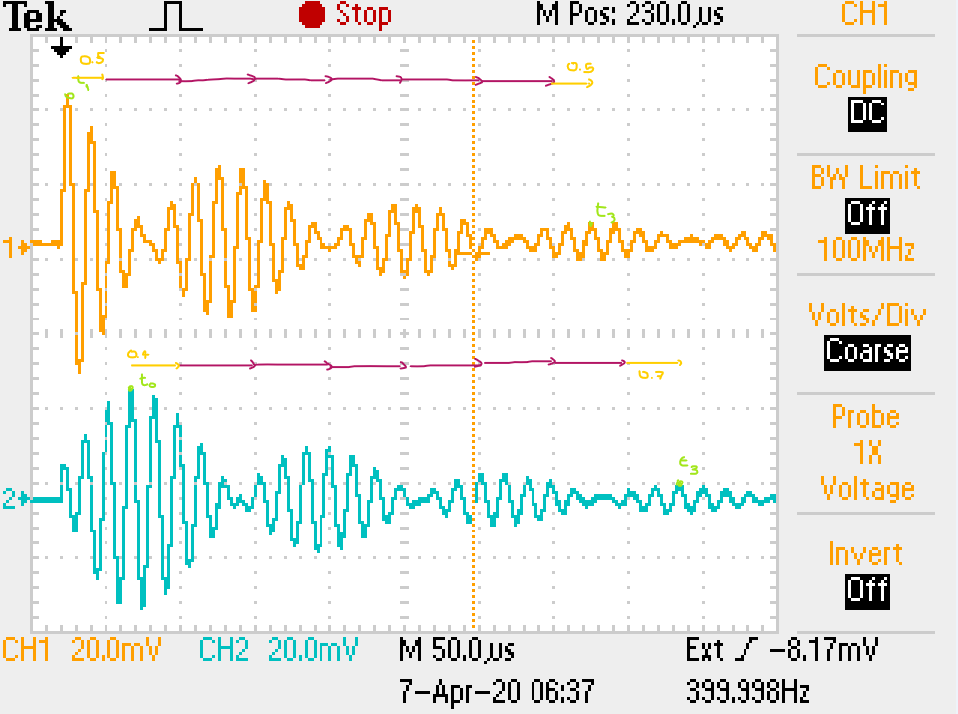 Tek Stop M Pos: 230.0µs CH1
Coupling
DC
BW Limit
Off
100MHz
Volts/Div
Coarse
Probe
1X
Voltage
Invert
Off
0.5 0.5
t₁
t₃
1
0.4
t₀
0.7
t₃
2
CH1 20.0mV CH2 20.0mV M 50.0µs Ext -8.17mV
7-Apr-20 06:37 399.998Hz